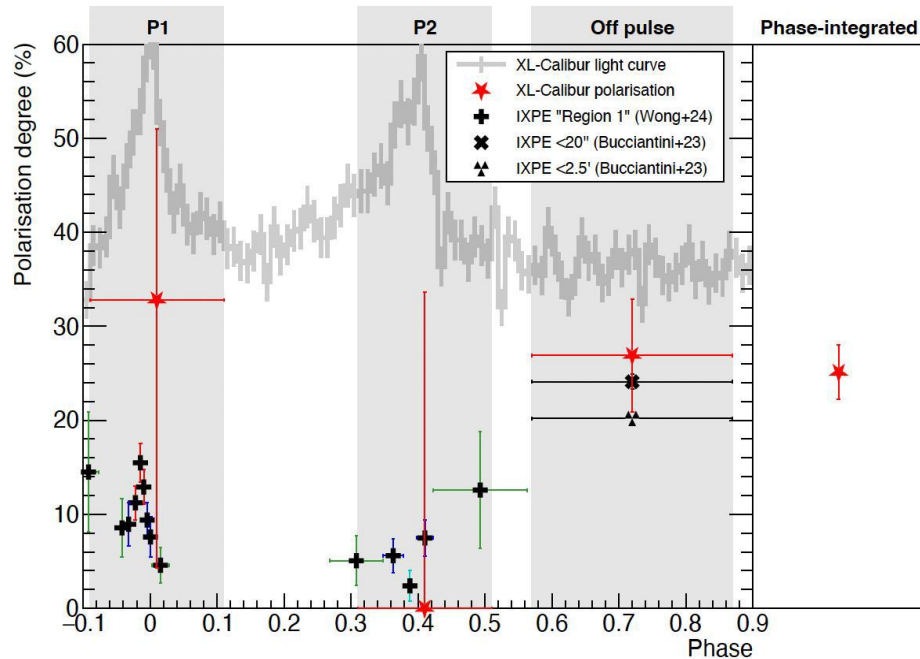 P1 P2 Off pulse Phase-integrated
Polarisation degree (%)
60
50
40
30
20
10
0
XL-Calibur light curve
XL-Calibur polarisation
IXPE "Region 1" (Wong+24)
IXPE <20" (Bucciantini+23)
IXPE <2.5' (Bucciantini+23)
−0.1 0 0.1 0.2 0.3 0.4 0.5 0.6 0.7 0.8 0.9
Phase